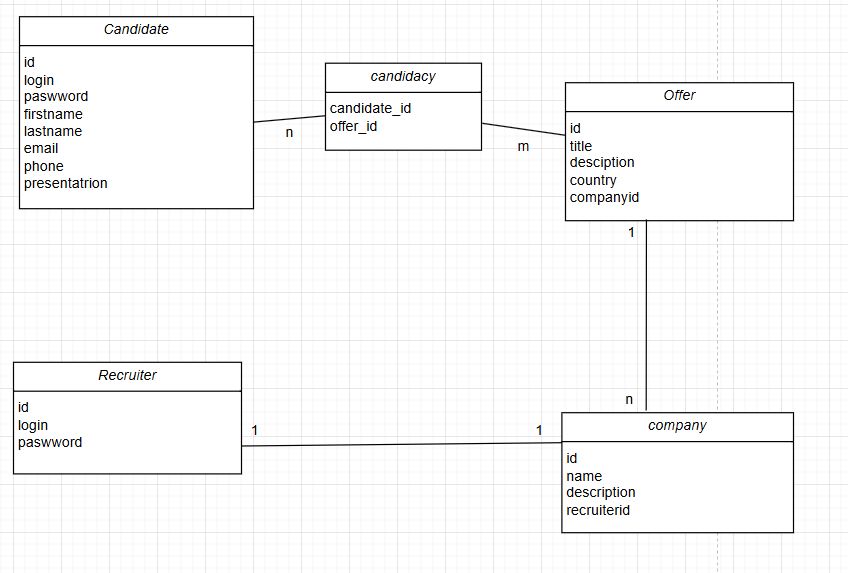 Candidate
id
login
paswword
firstname
lastname
email
phone
presentatrion
n
candidacy
candidate_id
offer_id
m
Offer
id
title
desciption
country
companyid
1
n
Recruiter
id
login
paswword
1
1
company
id
name
description
recruiterid